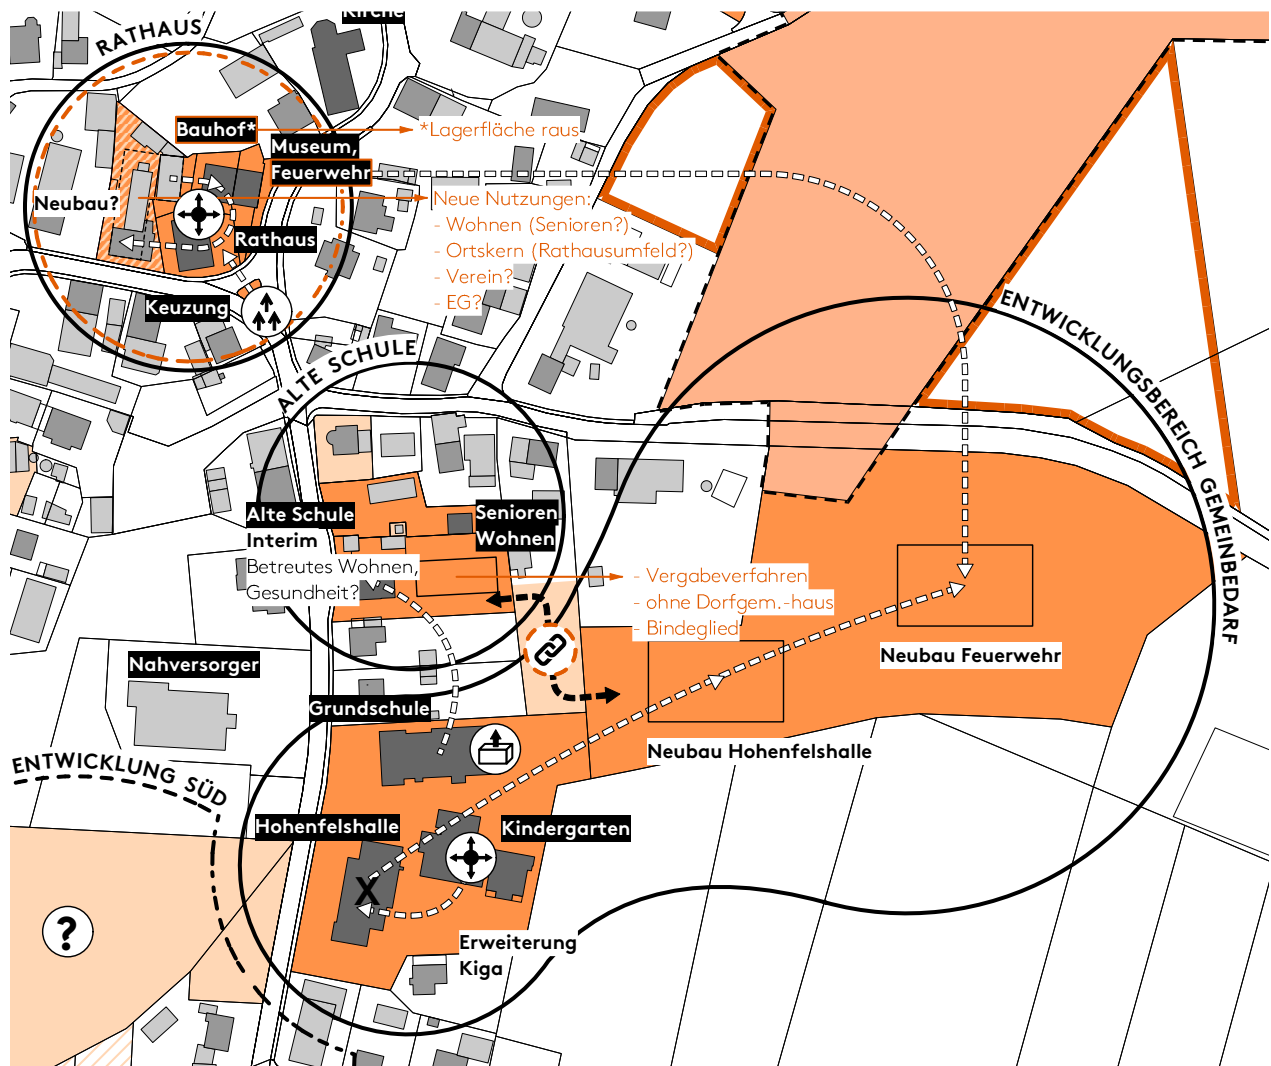 Kirche
RATHAUS
Bauhof*
*Lagerfläche raus
Museum,
Feuerwehr
Neubau?
Neue Nutzungen:
- Wohnen (Senioren?)
- Ortskern (Rathausumfeld?)
- Verein?
- EG?
Rathaus
Keuzung
ALTE SCHULE
ENTWICKLUNGSBEREICH GEMEINBEDARF
Alte Schule
Interim
Betreutes Wohnen,
Gesundheit?
Senioren
Wohnen
- Vergabeverfahren
- ohne Dorfgem.-haus
- Bindeglied
Neubau Feuerwehr
Nahversorger
Grundschule
Neubau Hohenfelshalle
ENTWICKLUNG SÜD
Hohenfelshalle
Kindergarten
X
?
Erweiterung
Kiga